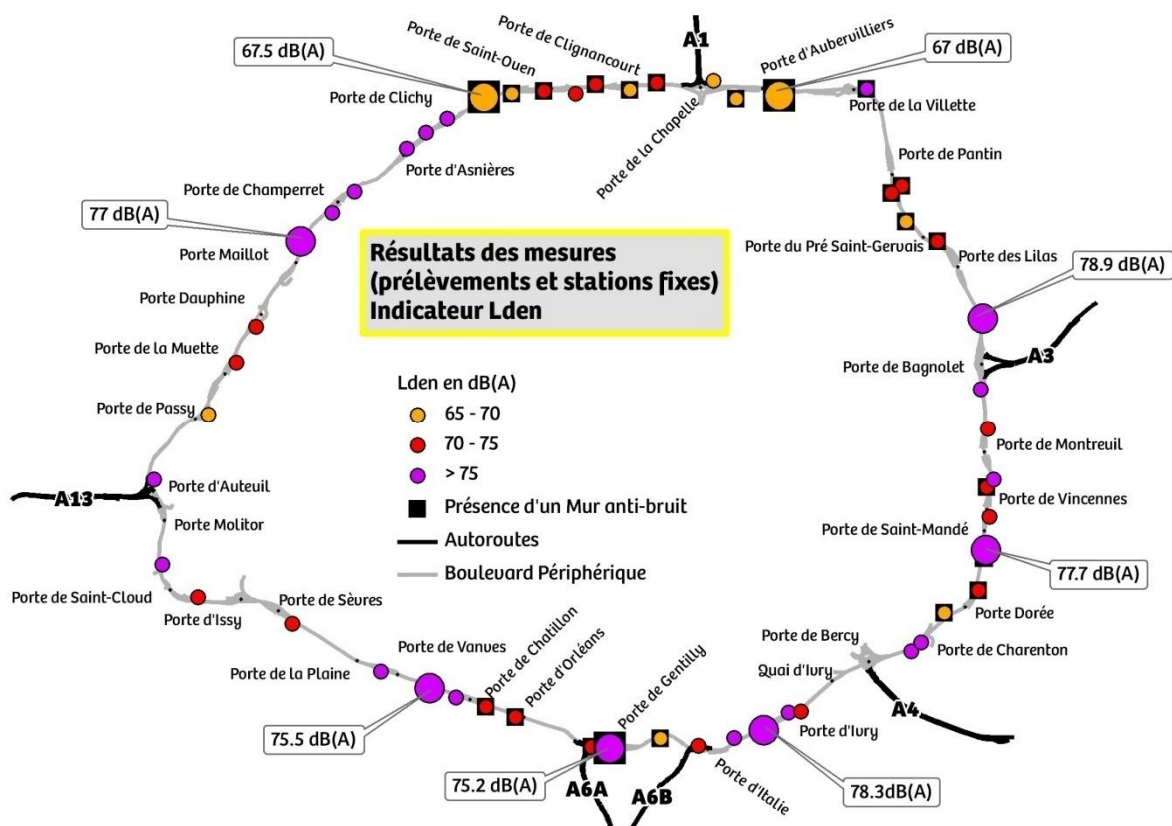 67.5 dB(A)
Porte de Saint-Ouen
Porte de Clignancourt
A1
Porte d'Aubervilliers
67 dB(A)
Porte de Clichy
Porte de la Chapelle
Porte de la Villette
Porte d'Asnières
Porte de Pantin
Porte de Champerret
77 dB(A)
Porte Maillot
Porte du Pré Saint-Gervais
Porte des Lilas
78.9 dB(A)
Résultats des mesures
(prélèvements et stations fixes)
Indicateur Lden
Porte Dauphine
Porte de la Muette
Porte de Bagnolet
A3
Lden en dB(A)
65 - 70
70 - 75
> 75
Présence d'un Mur anti-bruit
Autoroutes
Boulevard Périphérique
Porte de Passy
Porte de Montreuil
A13
Porte d'Auteuil
Porte Molitor
Porte de Vincennes
Porte de Saint-Mandé
77.7 dB(A)
Porte de Saint-Cloud
Porte d'Issy
Porte de Sèvres
Porte Dorée
Porte de Bercy
Porte de Charenton
Quai d'Ivry
Porte de la Plaine
Porte de Vanves
Porte de Chatillon
Porte d'Orléans
Porte de Gentilly
A4
Porte d'Ivry
75.5 dB(A)
75.2 dB(A)
A6A
A6B
Porte d'Italie
78.3dB(A)